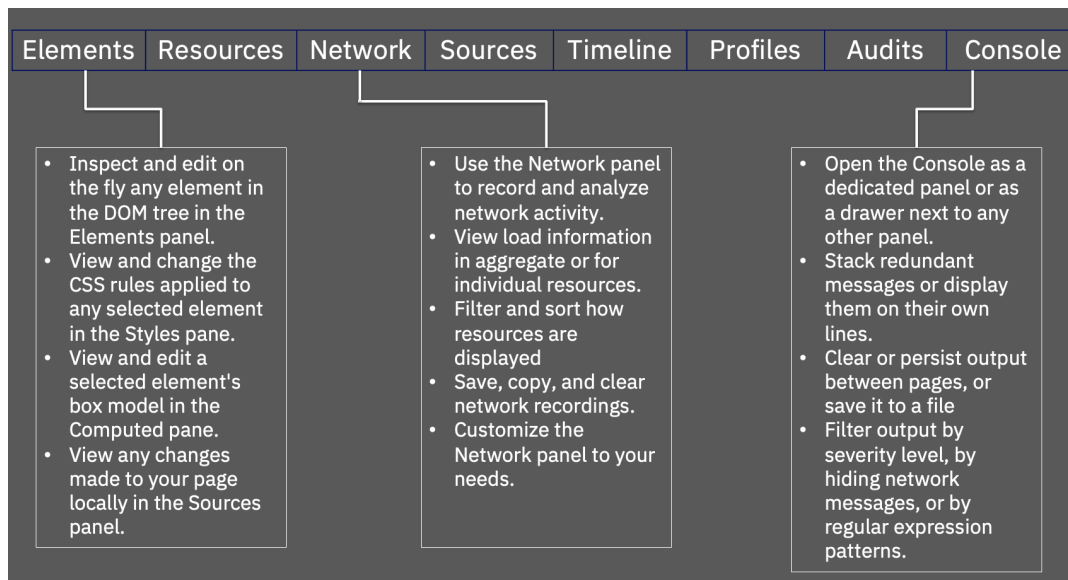 Elements Resources Network Sources Timeline Profiles Audits Console
• Inspect and edit on
the fly any element in
the DOM tree in the
Elements panel.
• View and change the
CSS rules applied to
any selected element
in the Styles pane.
• View and edit a
selected element's
box model in the
Computed pane.
• View any changes
made to your page
locally in the Sources
panel.
• Use the Network panel
to record and analyze
network activity.
• View load information
in aggregate or for
individual resources.
• Filter and sort how
resources are
displayed
• Save, copy, and clear
network recordings.
• Customize the
Network panel to your
needs.
• Open the Console as a
dedicated panel or as
a drawer next to any
other panel.
• Stack redundant
messages or display
them on their own
lines.
• Clear or persist output
between pages, or
save it to a file
• Filter output by
severity level, by
hiding network
messages, or by
regular expression
patterns.